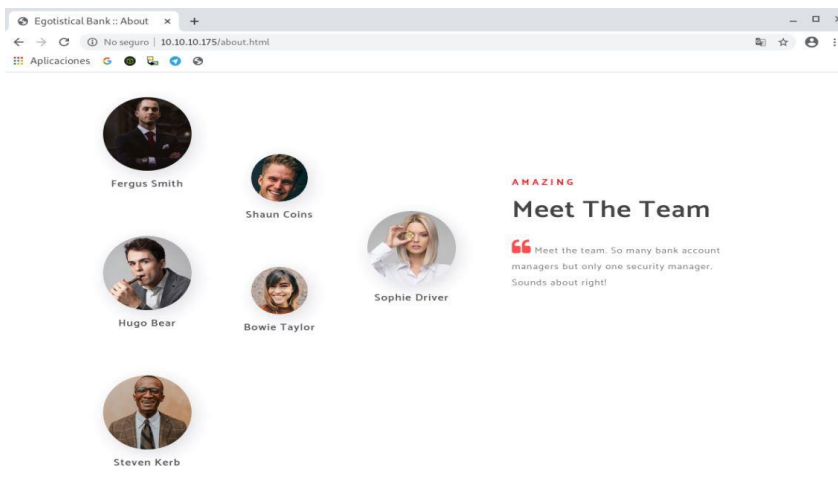 Egotistical Bank :: About
No seguro | 10.10.10.175/about.html
Aplicaciones
Fergus Smith
Shaun Coins
Hugo Bear
Bowie Taylor
Sophie Driver
Steven Kerb
AMAZING
Meet The Team
Meet the team. So many bank account
managers but only one security manager.
Sounds about right!